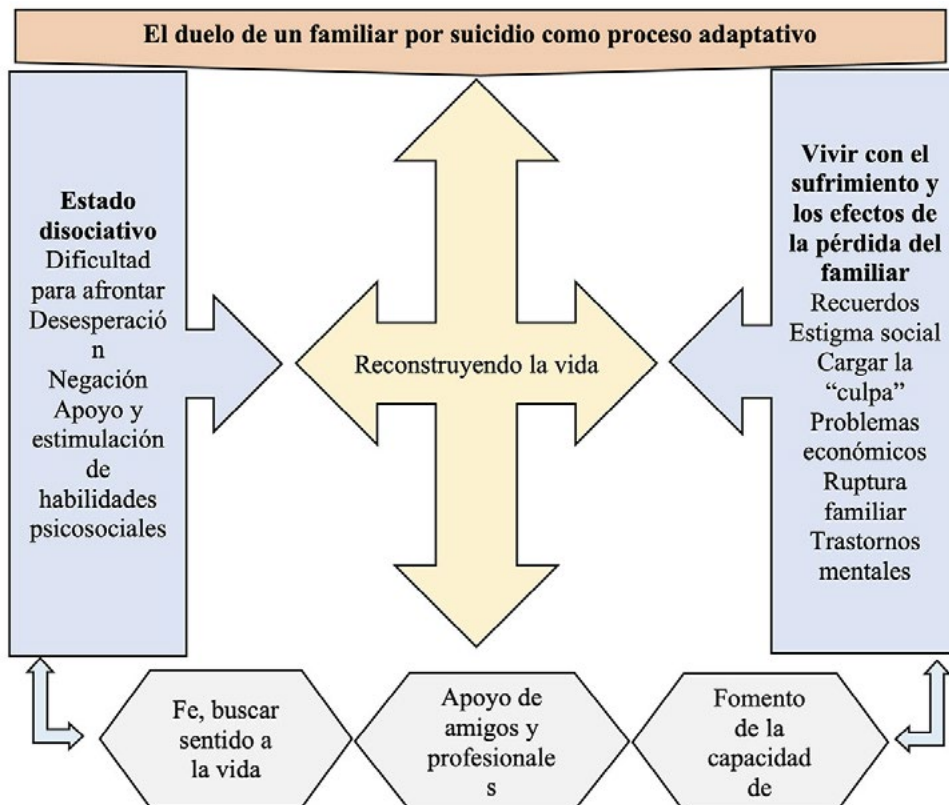 El duelo de un familiar por suicidio como proceso adaptativo
Estado
disociativo
Dificultad
para afrontar
Desesperació
n
Negación
Apoyo y
estimulación
de
habilidades
psicosociales
Reconstruyendo la vida
Vivir con el
sufrimiento y
los efectos de
la pérdida del
familiar
Recuerdos
Estigma social
Cargar la
“culpa”
Problemas
económicos
Ruptura
familiar
Trastornos
mentales
Fe, buscar
sentido a
la vida
Apoyo de
amigos y
profesionale
s
Fomento
de la
capacidad
de